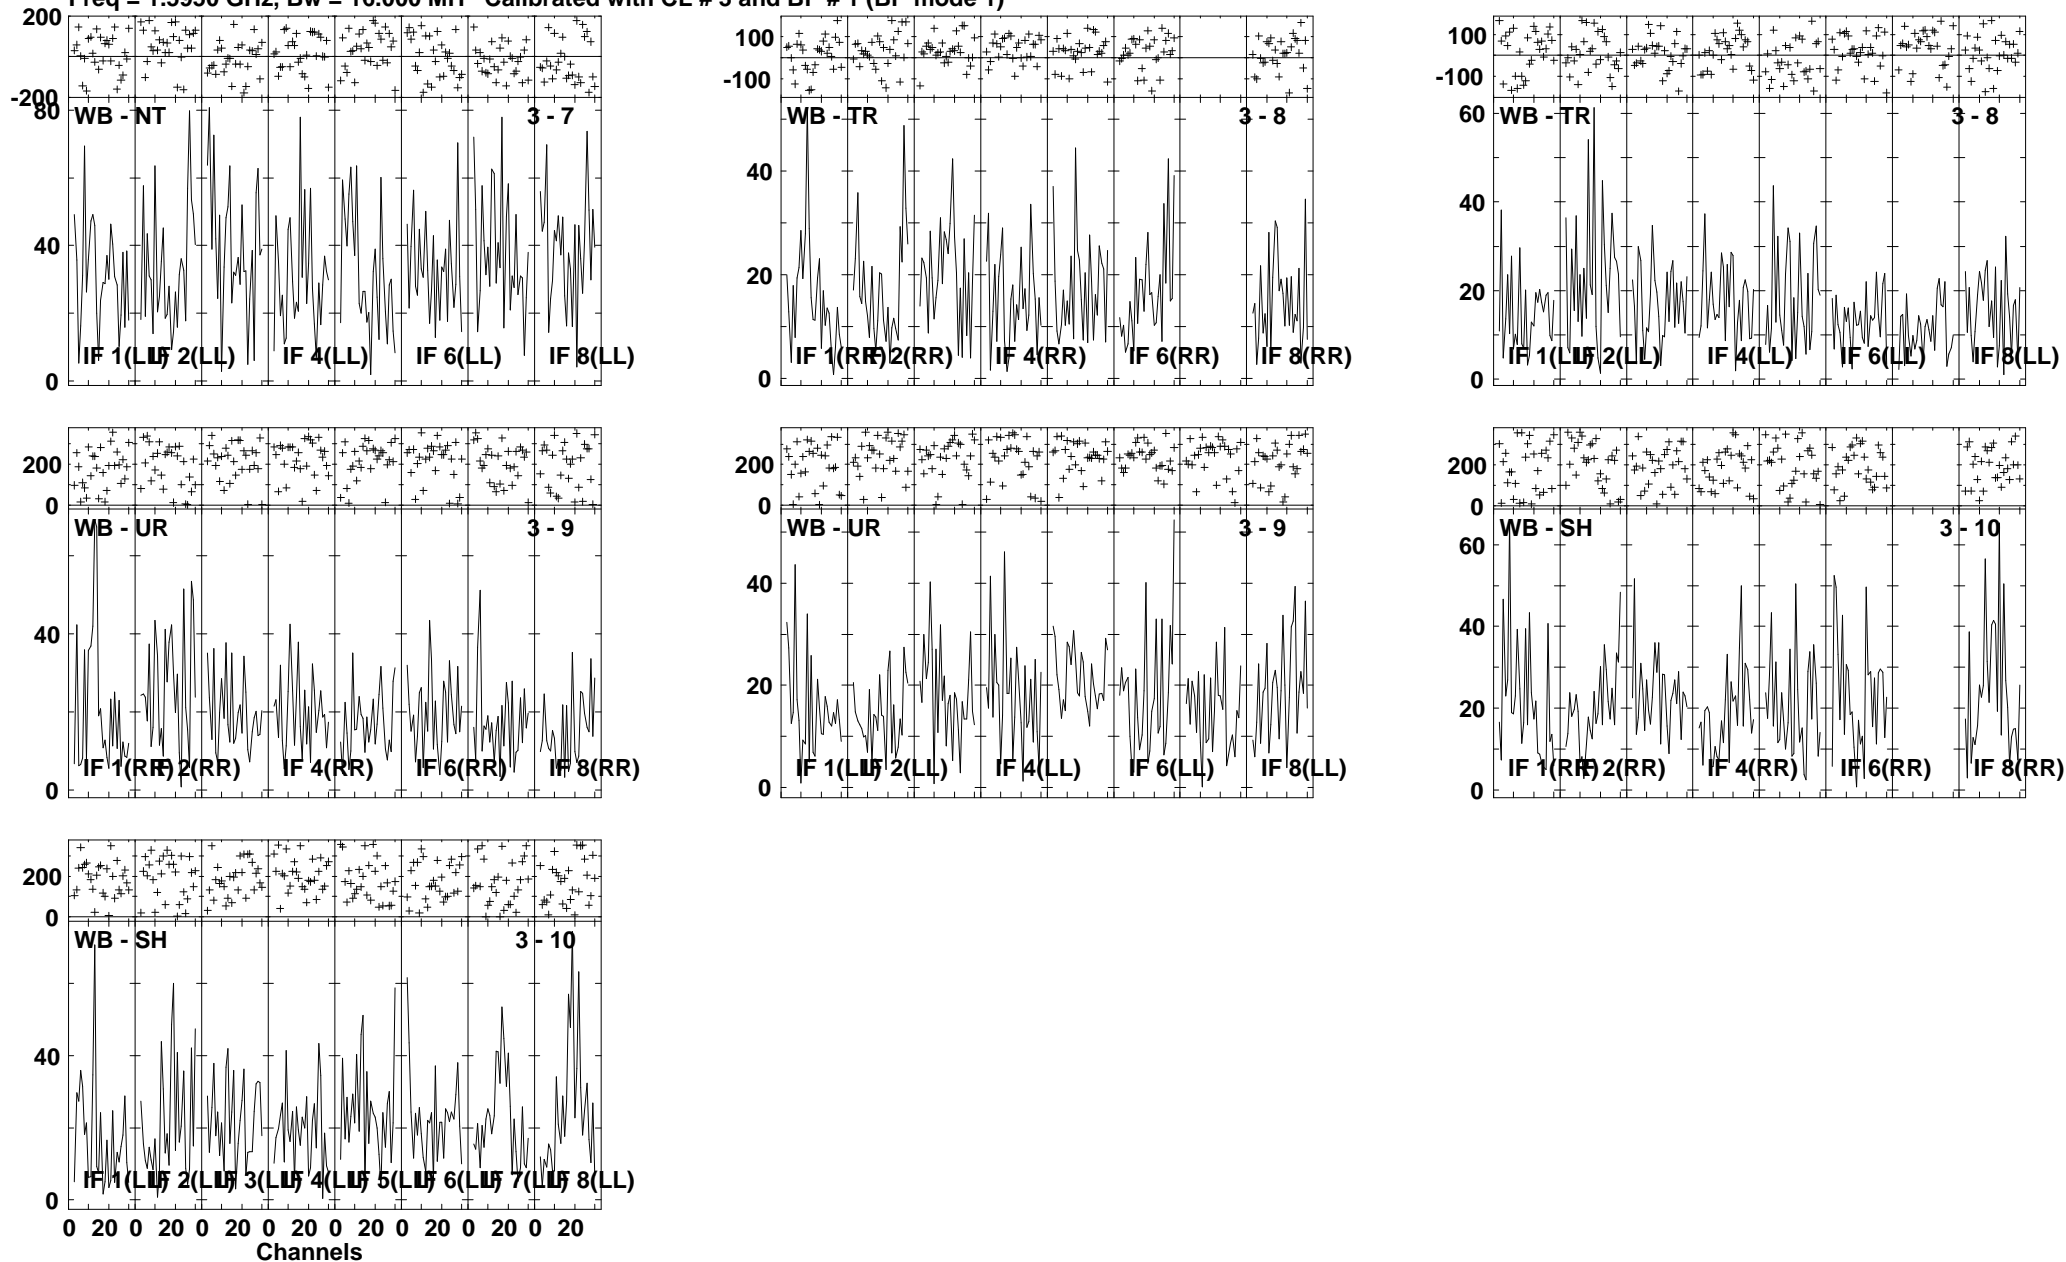 Calibrated with CL # 3 and BP # 1 (BP mode 1)
200
-200
80
40
0
WB - NT 3 - 7
IF 1(LL) IF 2(LL) IF 4(LL) IF 6(LL) IF 8(LL)
100
-100
40
20
0
WB - TR 3 - 8
IF 1(RR) IF 2(RR) IF 4(RR) IF 6(RR) IF 8(RR)
100
-100
60
40
20
0
WB - TR 3 - 8
IF 1(LL) IF 2(LL) IF 4(LL) IF 6(LL) IF 8(LL)
200
0
40
0
WB - UR 3 - 9
IF 1(RR) IF 2(RR) IF 4(RR) IF 6(RR) IF 8(RR)
200
0
40
20
0
WB - UR 3 - 9
IF 1(LL) IF 2(LL) IF 4(LL) IF 6(LL) IF 8(LL)
200
0
60
40
20
0
WB - SH 3 - 10
IF 1(RR) IF 2(RR) IF 4(RR) IF 6(RR) IF 8(RR)
200
0
40
0
WB - SH 3 - 10
IF 1(LL) IF 2(LL) IF 3(LL) IF 4(LL) IF 5(LL) IF 6(LL) IF 7(LL) IF 8(LL)
0 20 0 20 0 20 0 20 0 20 0 20 0 20 0 20
Channels